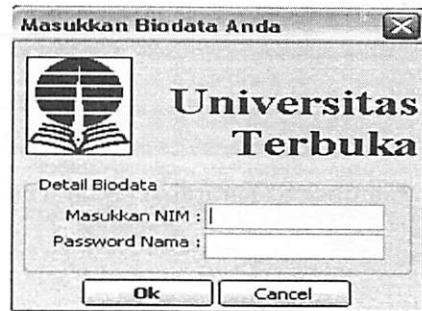 Masukkan Biodata Anda
Universitas
Terbuka
Detail Biodata
Masukkan NIM :
Password Nama :
Ok
Cancel